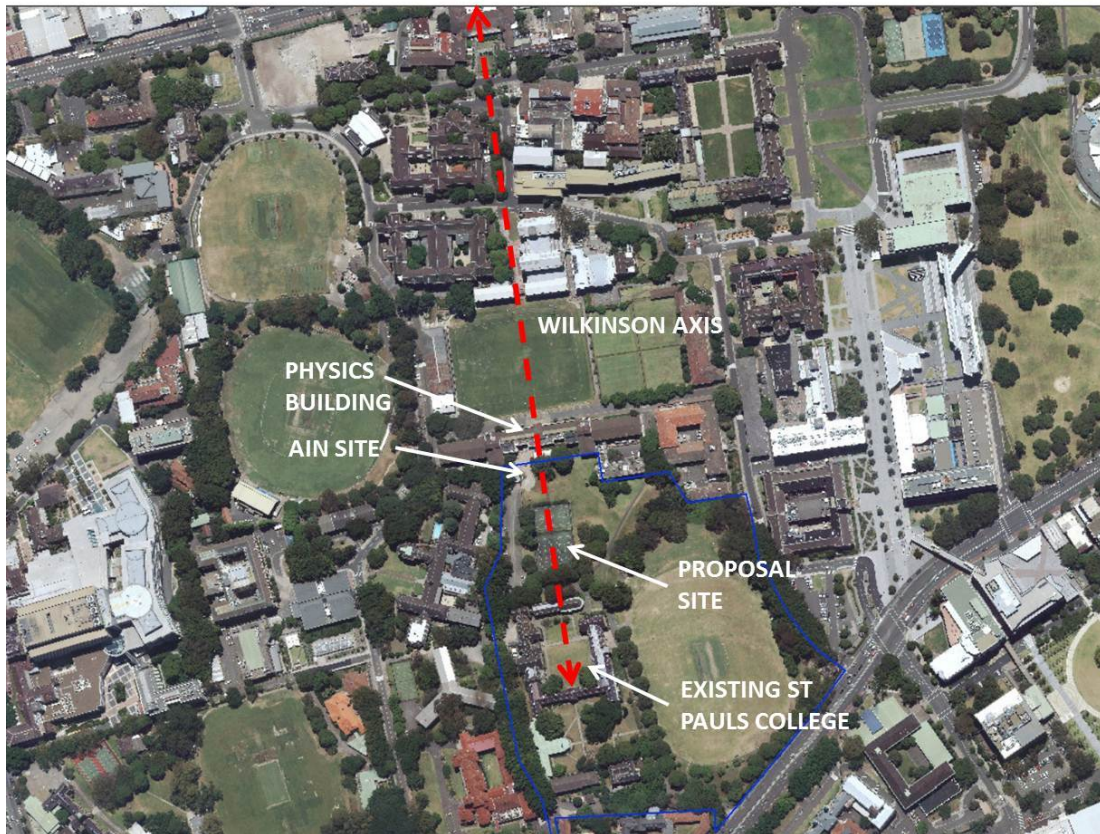 WILKINSON AXIS
PHYSICS
BUILDING
AIN SITE
PROPOSAL
SITE
EXISTING ST
PAULS COLLEGE